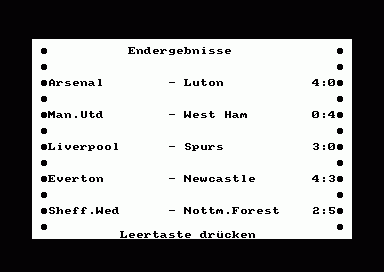 Endergebnisse
Arsenal - Luton 4:0
Man.Utd - West Ham 0:4
Liverpool - Spurs 3:0
Everton - Newcastle 4:3
Sheff.Wed - Nottm.Forest 2:5
Leertaste drücken